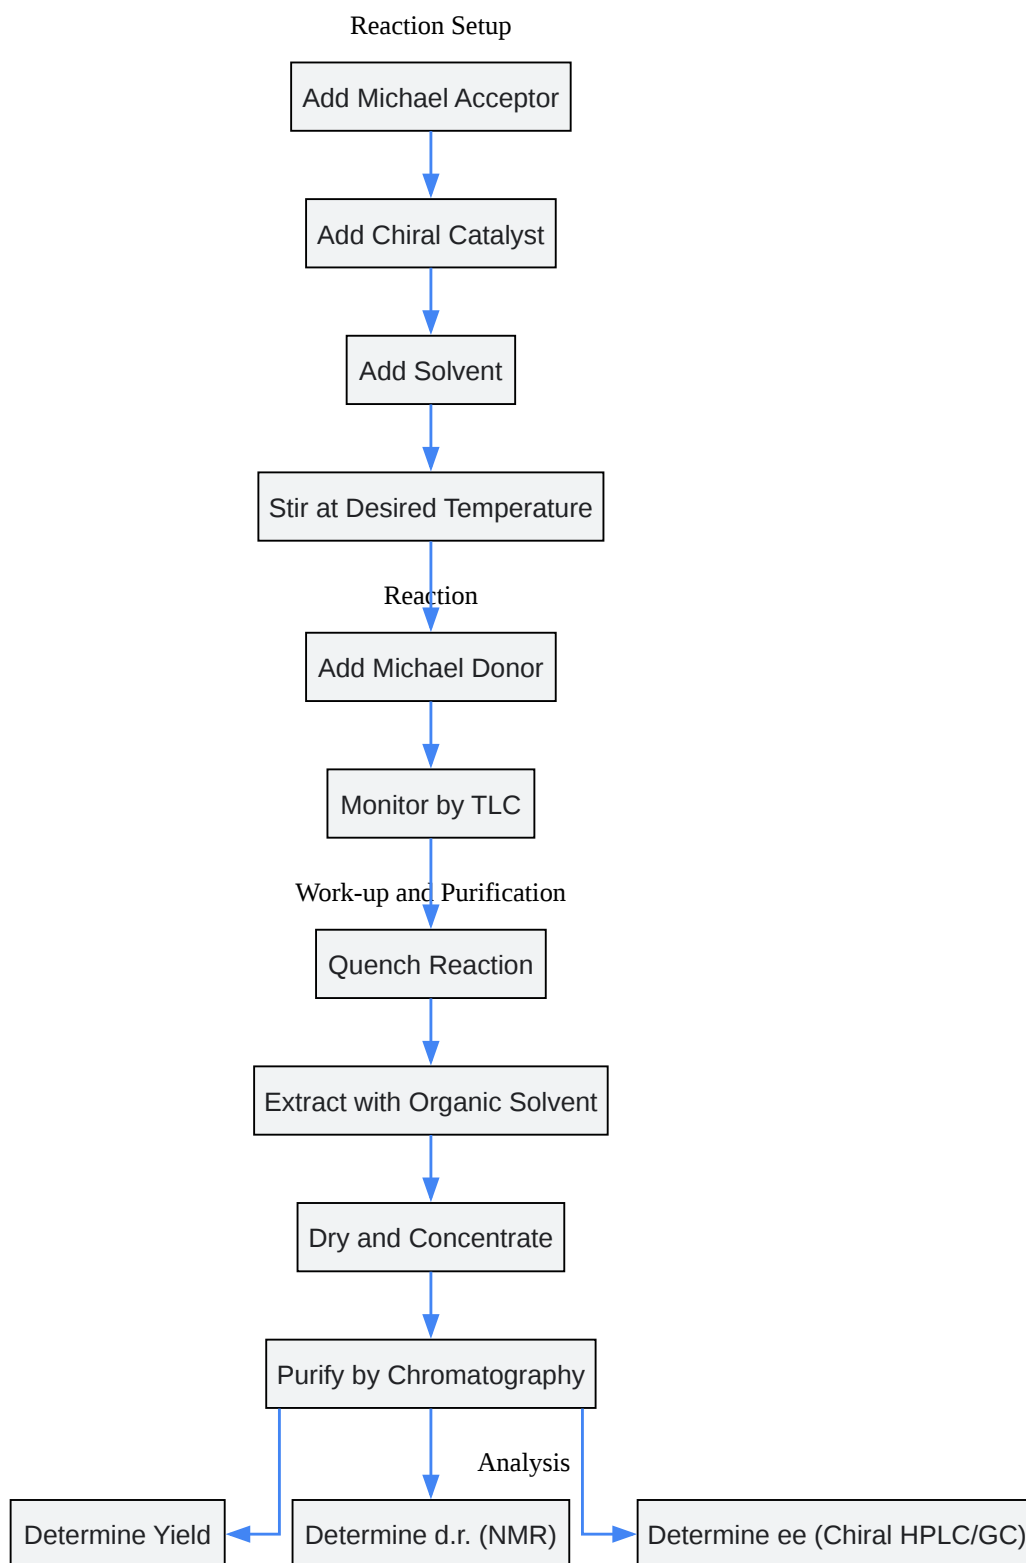 Reaction Setup
Add Michael Acceptor
Add Chiral Catalyst
Add Solvent
Stir at Desired Temperature
Reaction
Add Michael Donor
Monitor by TLC
Work-up and Purification
Quench Reaction
Extract with Organic Solvent
Dry and Concentrate
Purify by Chromatography
Analysis
Determine Yield
Determine d.r. (NMR)
Determine ee (Chiral HPLC/GC)